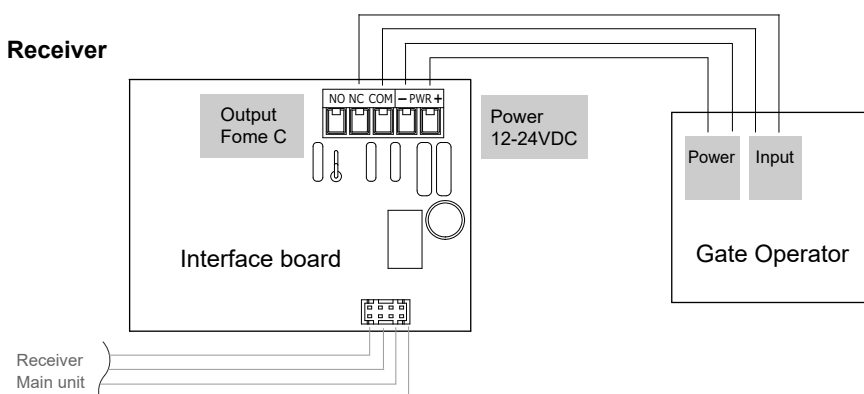 Receiver
NO NC COM − PWR +
Output
Fome C
Power
12-24VDC
Power
Input
Interface board
Gate Operator
Receiver
Main unit